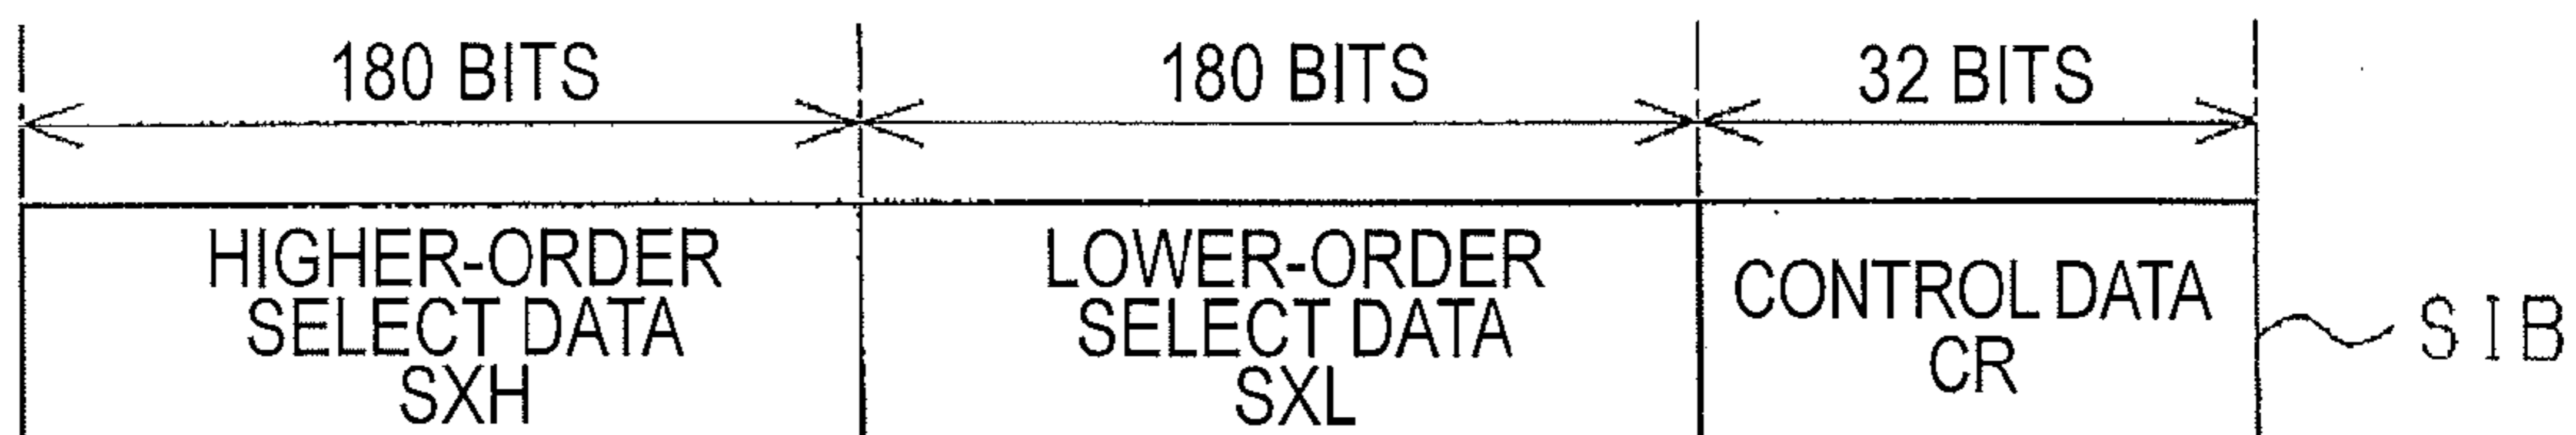 180 BITS 180 BITS 32 BITS
HIGHER-ORDER
SELECT DATA
SXH
LOWER-ORDER
SELECT DATA
SXL
CONTROL DATA
CR
SIB